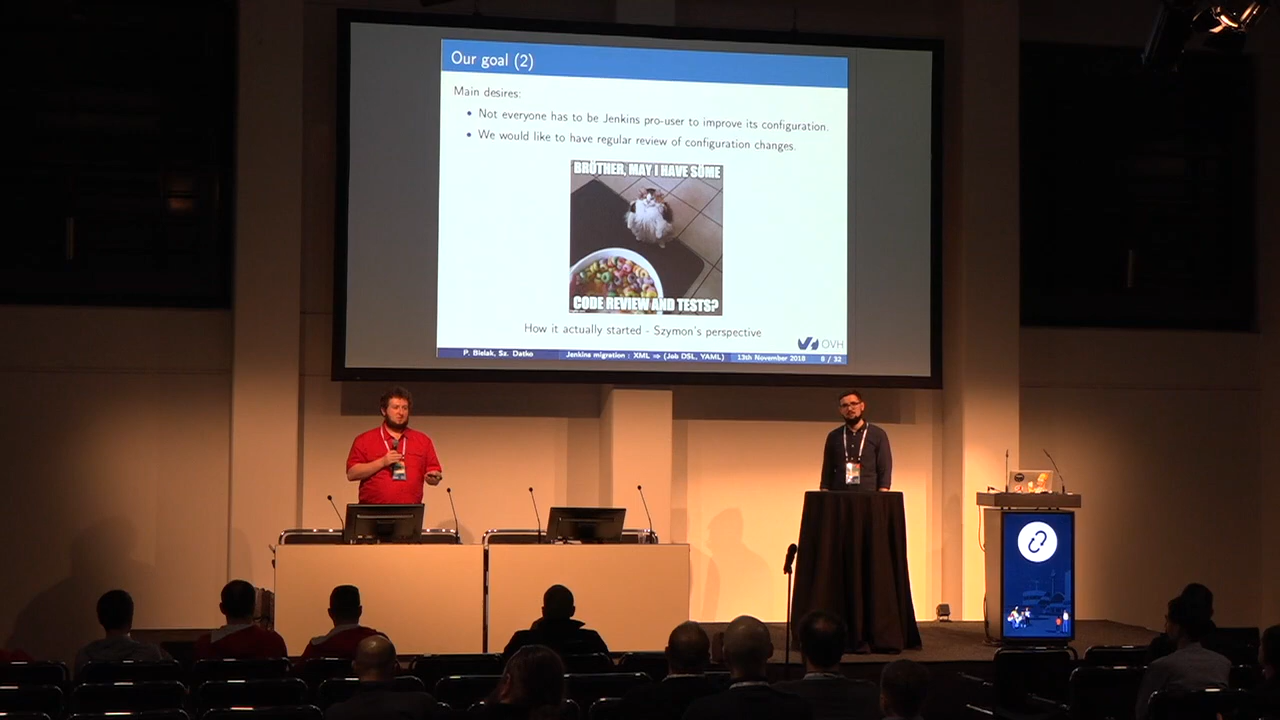 Our goal (2)
Main desires:
• Not everyone has to be Jenkins pro-user to improve its configuration.
• We would like to have regular review of configuration changes.
BROTHER, MAY I HAVE SOME
CODE REVIEW AND TESTS?
How it actually started - Szymon's perspective
OVH
P. Bielak, Sz. Datko Jenkins migration : XML ⇒ (Job DSL, YAML) 13th November 2018 8 / 32